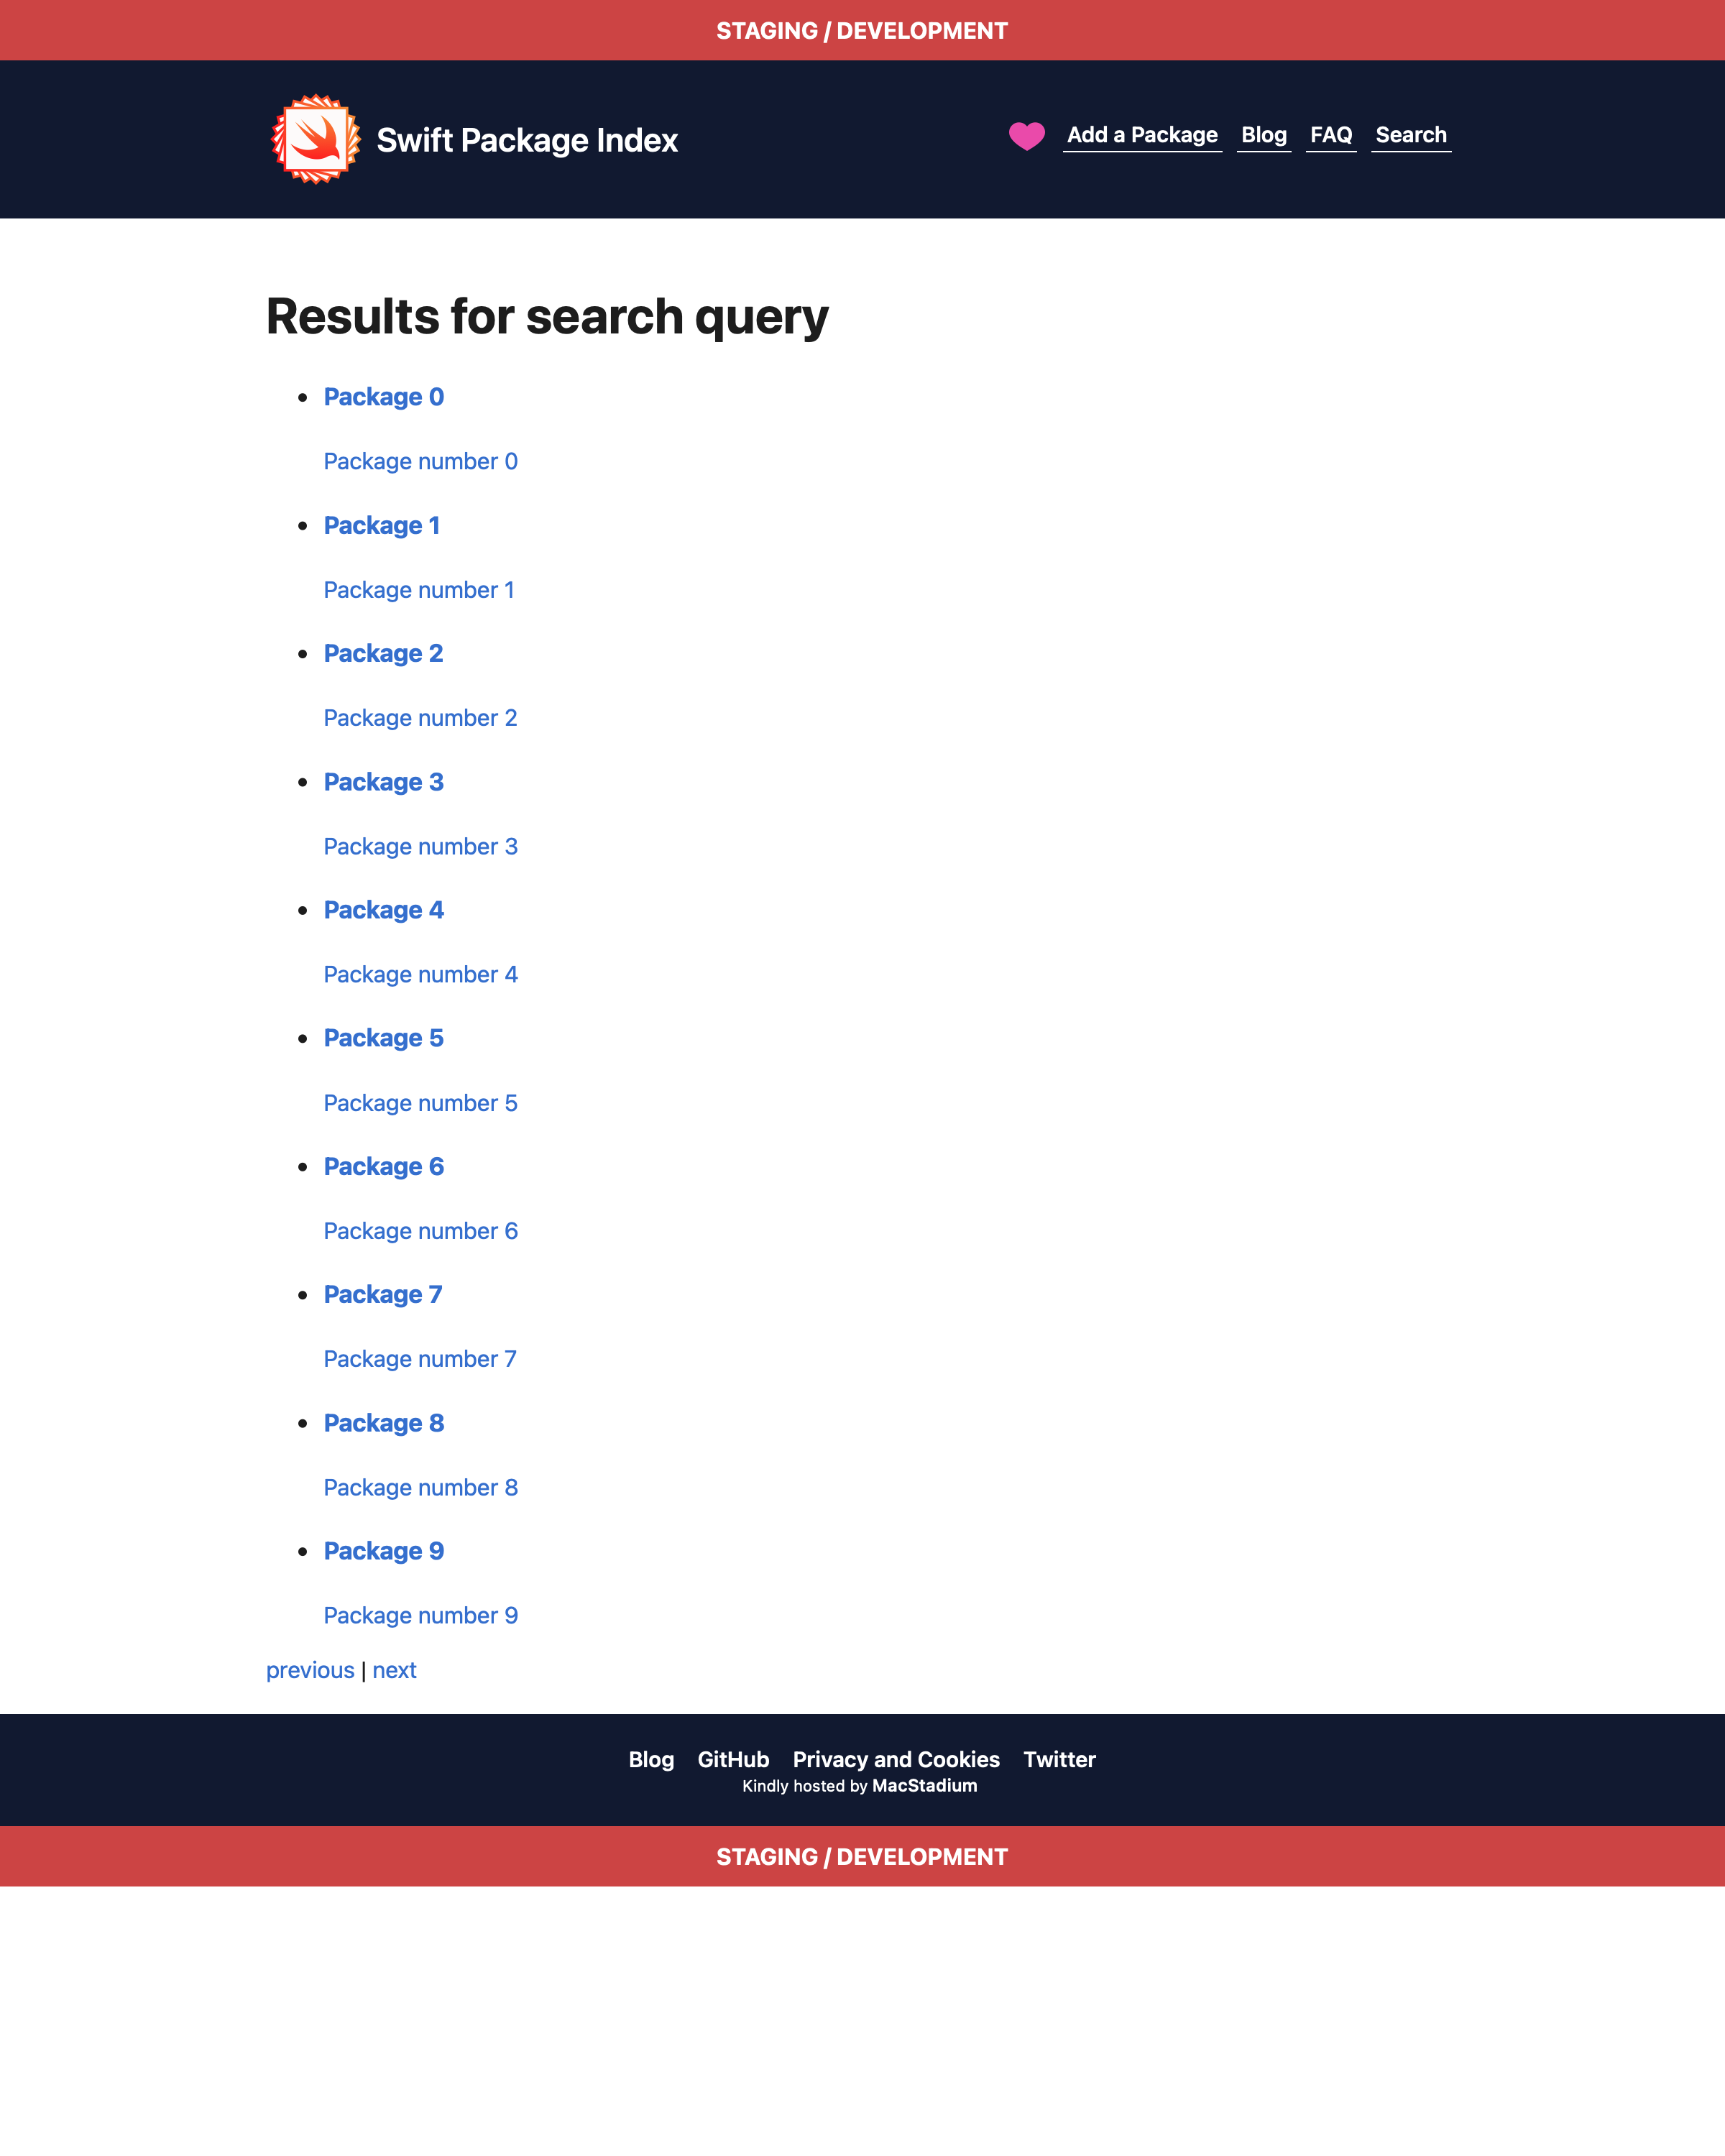 STAGING / DEVELOPMENT
Swift Package Index
Add a Package Blog FAQ Search
Results for search query
Package 0
Package number 0
Package 1
Package number 1
Package 2
Package number 2
Package 3
Package number 3
Package 4
Package number 4
Package 5
Package number 5
Package 6
Package number 6
Package 7
Package number 7
Package 8
Package number 8
Package 9
Package number 9
previous | next
Blog GitHub Privacy and Cookies Twitter
Kindly hosted by MacStadium
STAGING / DEVELOPMENT